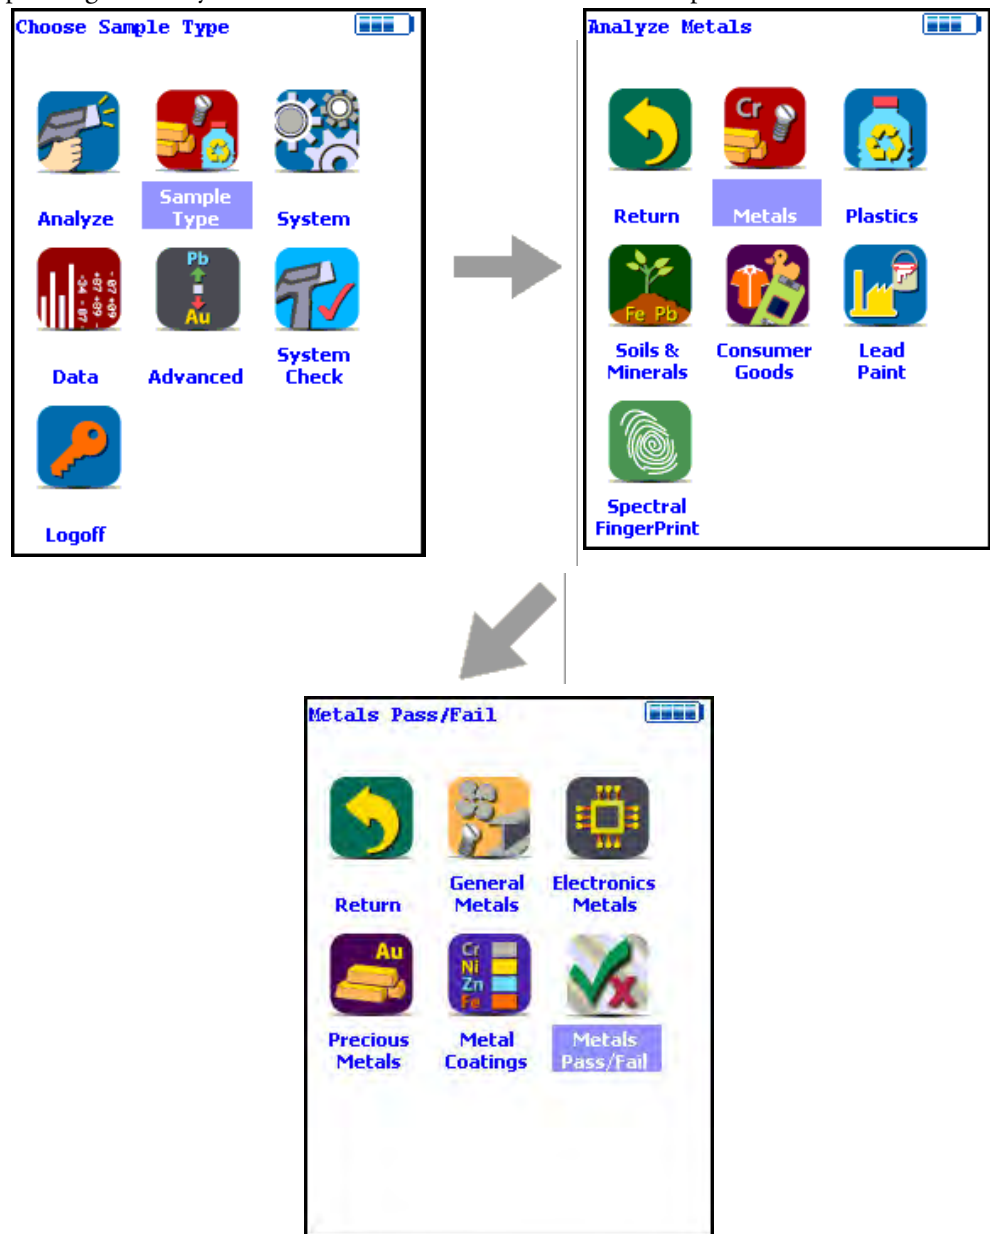 Choose Sample Type
Analyze
Sample
Type
System
Pb
Au
Data
Advanced
System
Check
Logoff
Analyze Metals
Cr
Return
Metals
Plastics
Fe Pb
Soils &
Minerals
Consumer
Goods
Lead
Paint
Spectral
FingerPrint
Metals Pass/Fail
Return
General
Metals
Electronics
Metals
Au
Cr
Ni
Zn
Fe
Precious
Metals
Metal
Coatings
Metals
Pass/Fail